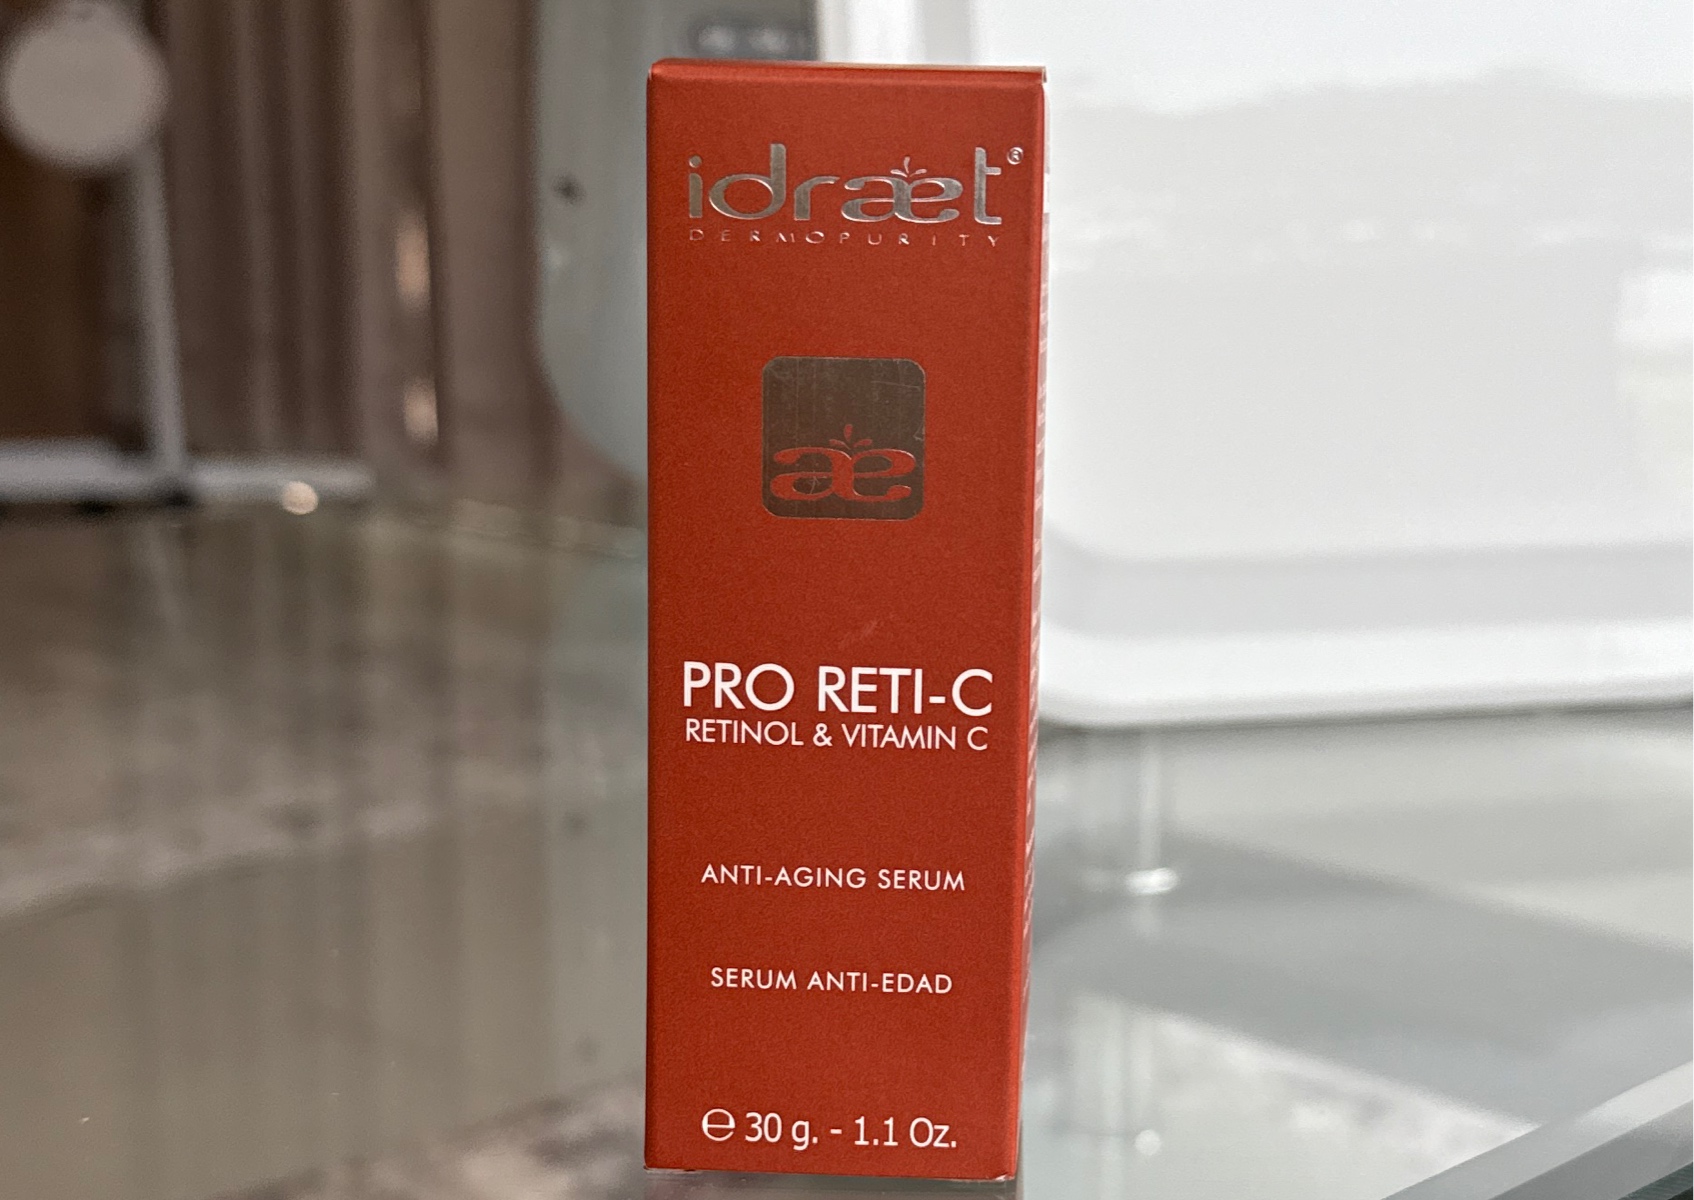 idraet®
DERMOPURITY
æ
PRO RETI-C
RETINOL & VITAMIN C
ANTI-AGING SERUM
SERUM ANTI-EDAD
℮ 30 g. - 1.1 Oz.